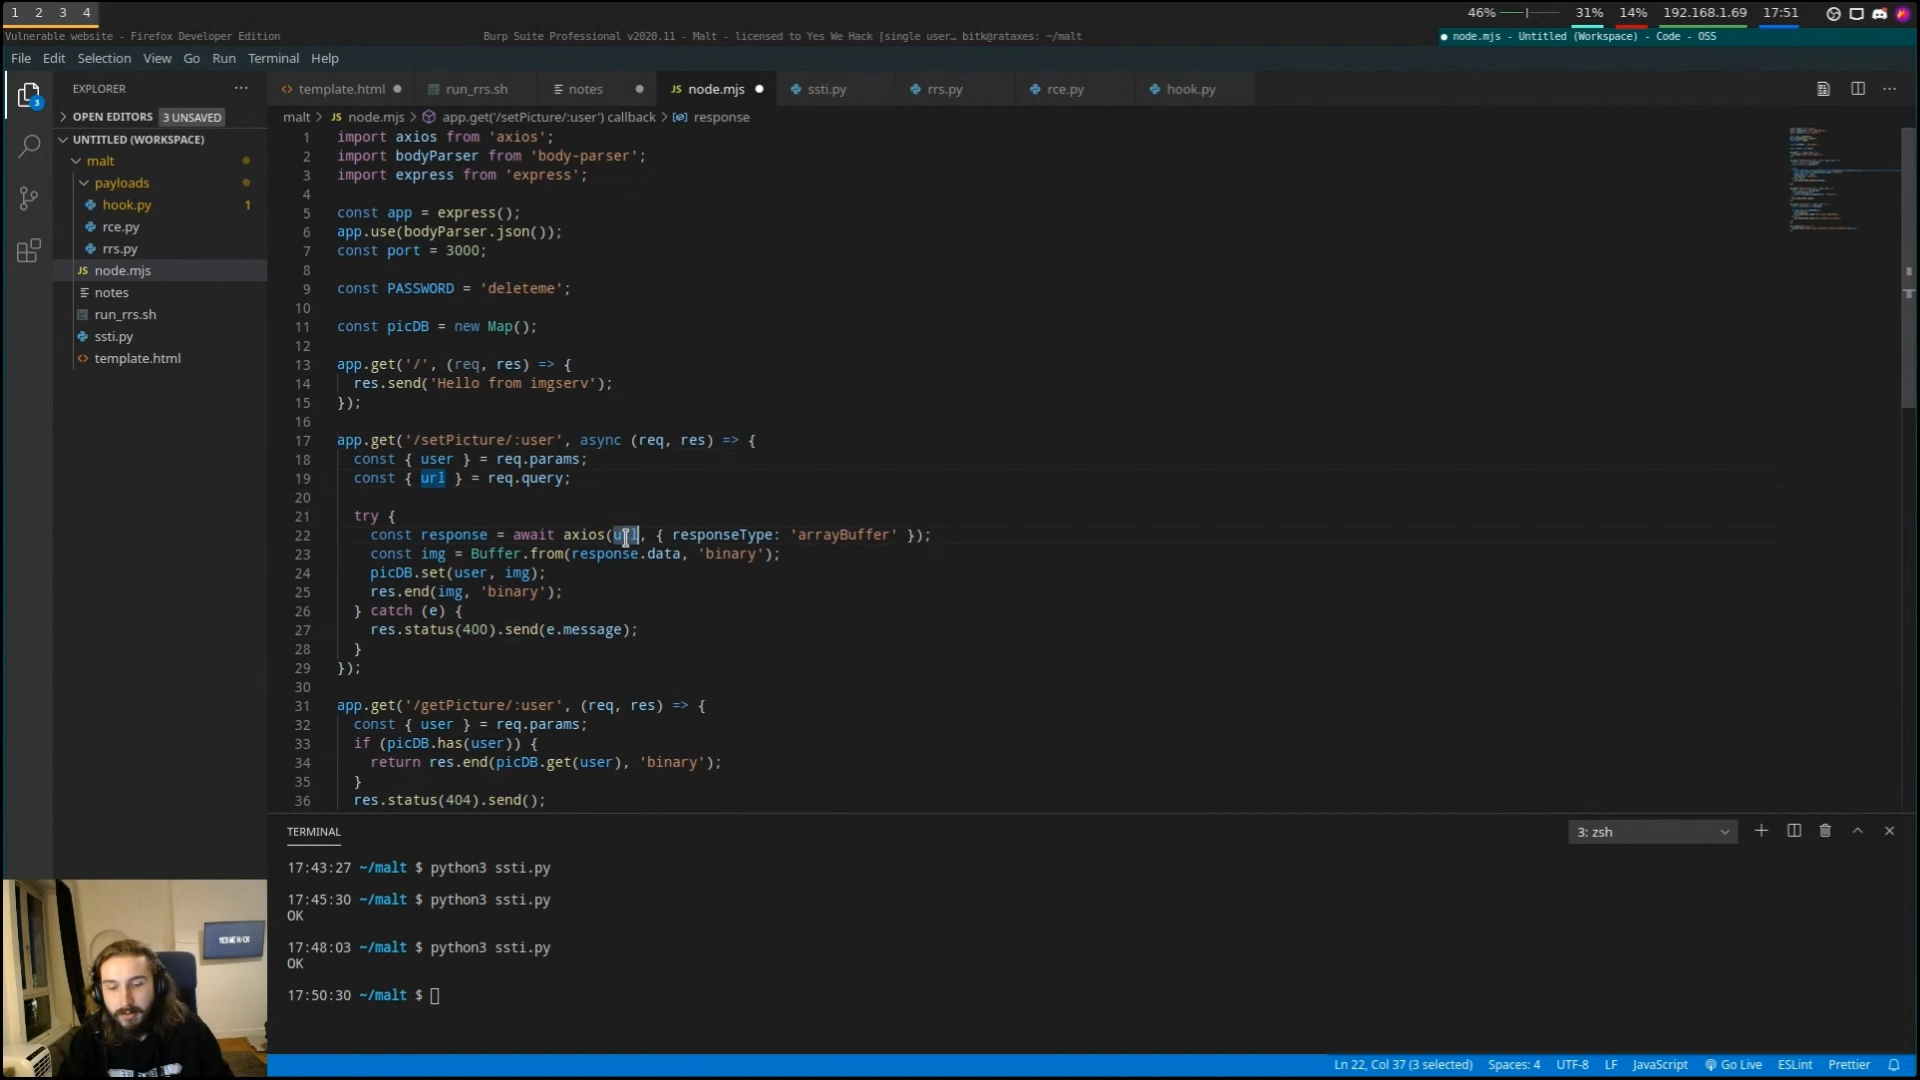 1 2 3 4
46% 31% 14% 192.168.1.69 17:51
Vulnerable website - Firefox Developer Edition
Burp Suite Professional v2020.11 - Malt - licensed to Yes We Hack [single user… bitk@rataxes: ~/malt
● node.mjs - Untitled (Workspace) - Code - OSS
File Edit Selection View Go Run Terminal Help
EXPLORER ···
template.html ● run_rrs.sh notes ● JS node.mjs ● ssti.py rrs.py rce.py hook.py
3
OPEN EDITORS 3 UNSAVED
malt > JS node.mjs > app.get('/setPicture/:user') callback > response
UNTITLED (WORKSPACE)
malt
payloads
hook.py 1
rce.py
rrs.py
JS node.mjs
notes
run_rrs.sh
ssti.py
template.html
1 import axios from 'axios';
2 import bodyParser from 'body-parser';
3 import express from 'express';
4
5 const app = express();
6 app.use(bodyParser.json());
7 const port = 3000;
8
9 const PASSWORD = 'deleteme';
10
11 const picDB = new Map();
12
13 app.get('/', (req, res) => {
14 res.send('Hello from imgserv');
15 });
16
17 app.get('/setPicture/:user', async (req, res) => {
18 const { user } = req.params;
19 const { url } = req.query;
20
21 try {
22 const response = await axios(url, { responseType: 'arrayBuffer' });
23 const img = Buffer.from(response.data, 'binary');
24 picDB.set(user, img);
25 res.end(img, 'binary');
26 } catch (e) {
27 res.status(400).send(e.message);
28 }
29 });
30
31 app.get('/getPicture/:user', (req, res) => {
32 const { user } = req.params;
33 if (picDB.has(user)) {
34 return res.end(picDB.get(user), 'binary');
35 }
36 res.status(404).send();
TERMINAL
3: zsh
17:43:27 ~/malt $ python3 ssti.py
17:45:30 ~/malt $ python3 ssti.py
OK
17:48:03 ~/malt $ python3 ssti.py
OK
17:50:30 ~/malt $
Ln 22, Col 37 (3 selected) Spaces: 4 UTF-8 LF JavaScript Go Live ESLint Prettier